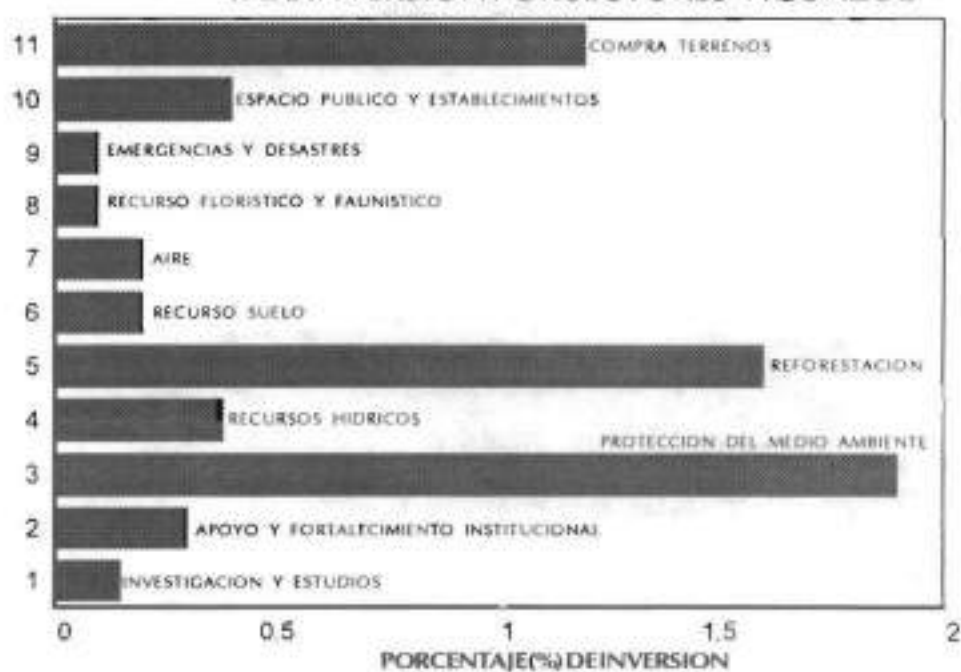 11 COMPRA TERRENOS
10 ESPACIO PUBLICO Y ESTABLECIMIENTOS
9 EMERGENCIAS Y DESASTRES
8 RECURSO FLORISTICO Y FAUNISTICO
7 AIRE
6 RECURSO SUELO
5 REFORESTACION
4 RECURSOS HIDRICOS
PROTECCION DEL MEDIO AMBIENTE
3
2 APOYO Y FORTALECIMIENTO INSTITUCIONAL
1 INVESTIGACION Y ESTUDIOS
0 0.5 1 1.5 2
PORCENTAJE(%)DEINVERSION